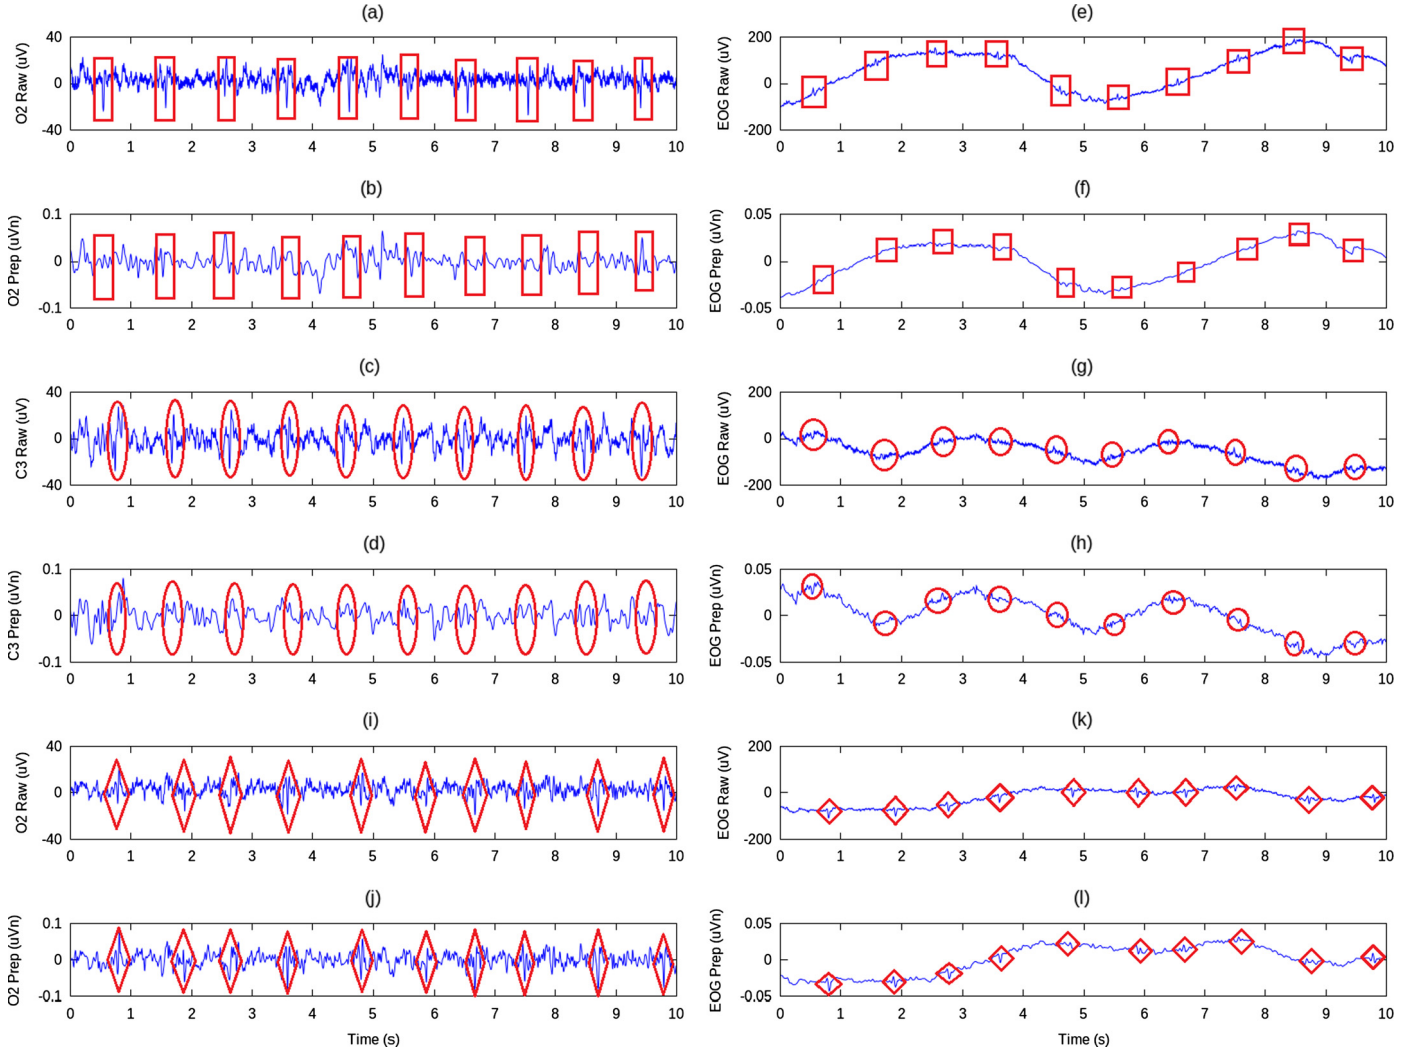 (a)
O2 Raw (uV)
40
0
-40
0 1 2 3 4 5 6 7 8 9 10
(e)
EOG Raw (uV)
200
0
-200
0 1 2 3 4 5 6 7 8 9 10
(b)
O2 Prep (uVn)
0.1
0
-0.1
0 1 2 3 4 5 6 7 8 9 10
(f)
EOG Prep (uVn)
0.05
0
-0.05
0 1 2 3 4 5 6 7 8 9 10
(c)
C3 Raw (uV)
40
0
-40
0 1 2 3 4 5 6 7 8 9 10
(g)
EOG Raw (uV)
200
0
-200
0 1 2 3 4 5 6 7 8 9 10
(d)
C3 Prep (uVn)
0.1
0
-0.1
0 1 2 3 4 5 6 7 8 9 10
(h)
EOG Prep (uVn)
0.05
0
-0.05
0 1 2 3 4 5 6 7 8 9 10
(i)
O2 Raw (uV)
40
0
-40
0 1 2 3 4 5 6 7 8 9 10
(k)
EOG Raw (uV)
200
0
-200
0 1 2 3 4 5 6 7 8 9 10
(j)
O2 Prep (uVn)
0.1
0
-0.1
0 1 2 3 4 5 6 7 8 9 10
Time (s)
(l)
EOG Prep (uVn)
0.05
0
-0.05
0 1 2 3 4 5 6 7 8 9 10
Time (s)